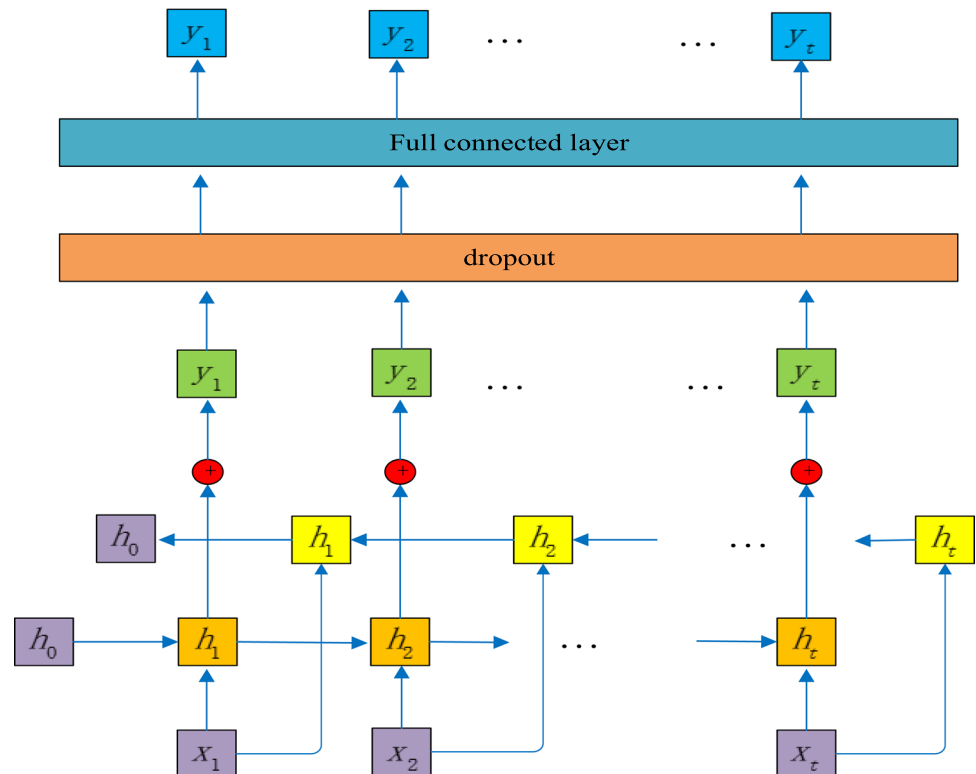 y₁ y₂ ... ... yₜ
Full connected layer
dropout
y₁ y₂ ... ... yₜ
+ + +
h₀ h₁ h₂ ... hₜ
h₀ h₁ h₂ ... hₜ
x₁ x₂ xₜ